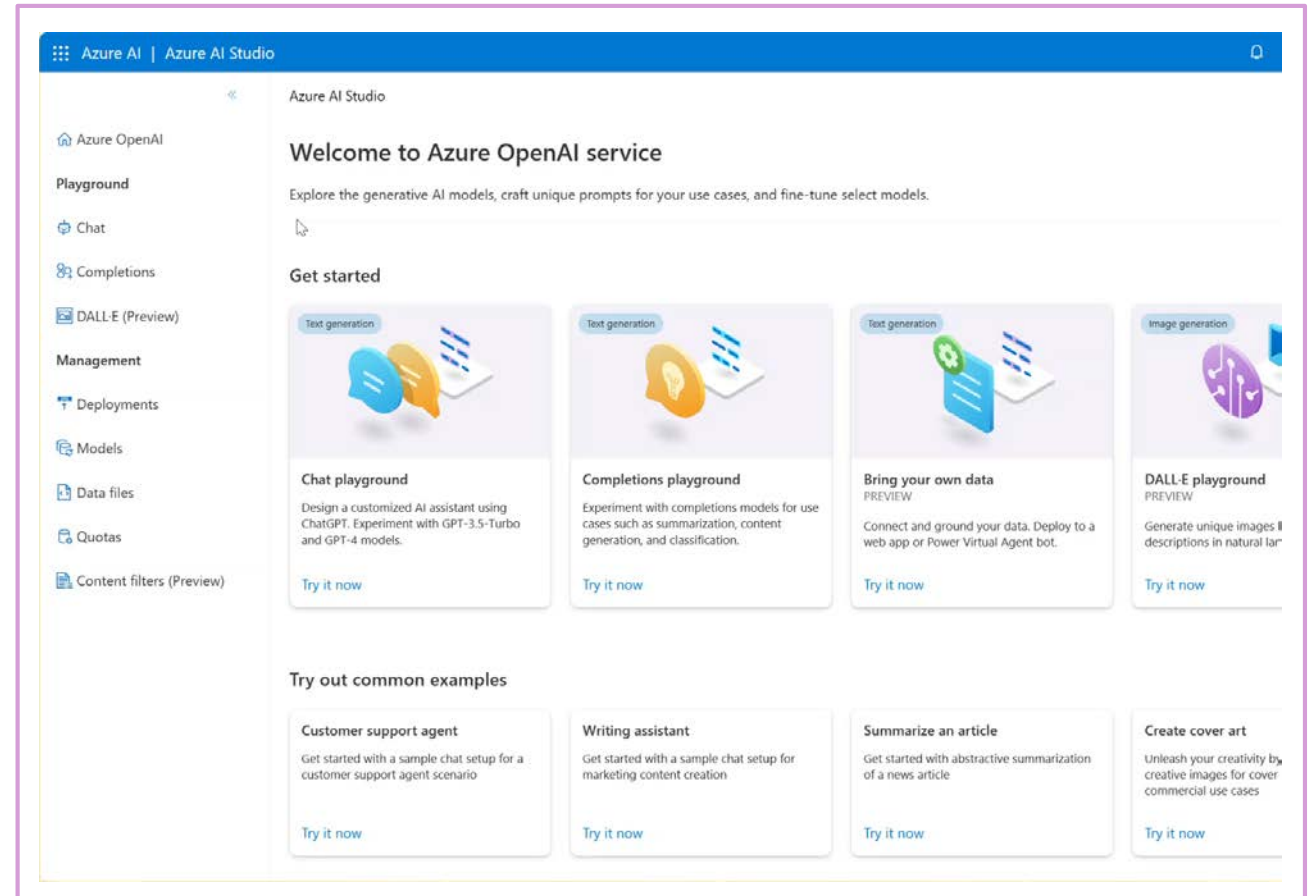 Azure AI | Azure AI Studio
Azure OpenAI
Playground
Chat
Completions
DALL·E (Preview)
Management
Deployments
Models
Data files
Quotas
Content filters (Preview)
Azure AI Studio
Welcome to Azure OpenAI service
Explore the generative AI models, craft unique prompts for your use cases, and fine-tune select models.
Get started
Text generation
Chat playground
Design a customized AI assistant using
ChatGPT. Experiment with GPT-3.5-Turbo
and GPT-4 models.
Try it now
Text generation
Completions playground
Experiment with completions models for use
cases such as summarization, content
generation, and classification.
Try it now
Text generation
Bring your own data
PREVIEW
Connect and ground your data. Deploy to a
web app or Power Virtual Agent bot.
Try it now
Image generation
DALL·E playground
PREVIEW
Generate unique images
descriptions in natural
Try it now
Try out common examples
Customer support agent
Get started with a sample chat setup for a
customer support agent scenario
Try it now
Writing assistant
Get started with a sample chat setup for
marketing content creation
Try it now
Summarize an article
Get started with abstractive summarization
of a news article
Try it now
Create cover art
Unleash your creativity by
creative images for cover
commercial use cases
Try it now